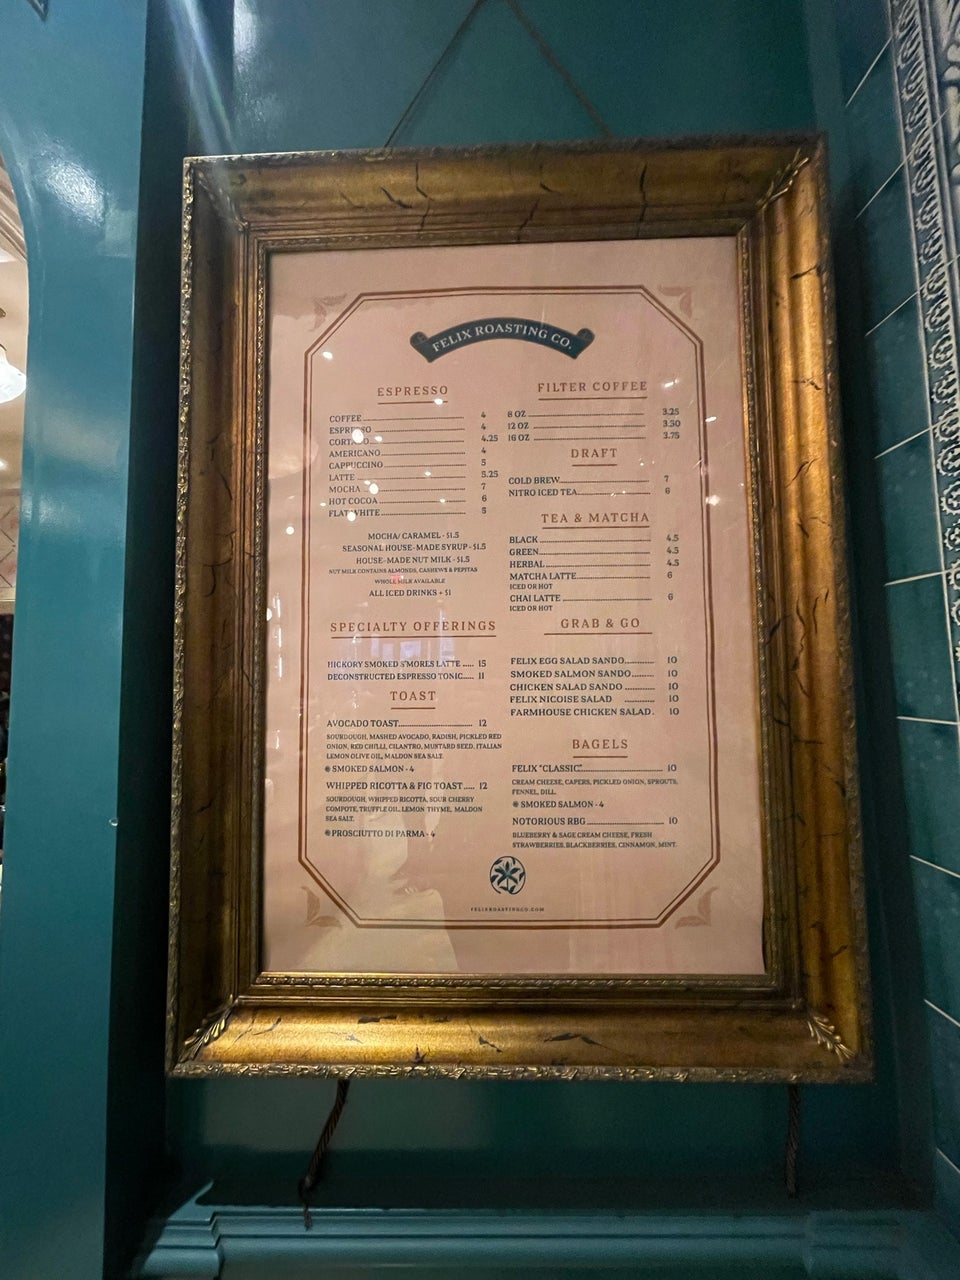 FELIX ROASTING CO.
ESPRESSO
COFFEE 4
ESPRESSO 4
CORTADO 4.25
AMERICANO 4
CAPPUCCINO 5
LATTE 5.25
MOCHA 7
HOT COCOA 6
FLAT WHITE 5
MOCHA/ CARAMEL - $1.5
SEASONAL HOUSE-MADE SYRUP - $1.5
HOUSE-MADE NUT MILK - $1.5
NUT MILK CONTAINS ALMONDS, CASHEWS & PEPITAS
WHOLE MILK AVAILABLE
ALL ICED DRINKS + $1
SPECIALTY OFFERINGS
HICKORY SMOKED S'MORES LATTE 15
DECONSTRUCTED ESPRESSO TONIC 11
TOAST
AVOCADO TOAST 12
SOURDOUGH, MASHED AVOCADO, RADISH, PICKLED RED
ONION, RED CHILI, CILANTRO, MUSTARD SEED, ITALIAN
LEMON OLIVE OIL, MALDON SEA SALT.
SMOKED SALMON - 4
WHIPPED RICOTTA & FIG TOAST 12
SOURDOUGH, WHIPPED RICOTTA, SOUR CHERRY
COMPOTE, TRUFFLE OIL, LEMON THYME, MALDON
SEA SALT.
PROSCIUTTO DI PARMA - 4
FILTER COFFEE
8 OZ 3.25
12 OZ 3.50
16 OZ 3.75
DRAFT
COLD BREW 7
NITRO ICED TEA 6
TEA & MATCHA
BLACK 4.5
GREEN 4.5
HERBAL 4.5
MATCHA LATTE 6
ICED OR HOT
CHAI LATTE 6
ICED OR HOT
GRAB & GO
FELIX EGG SALAD SANDO 10
SMOKED SALMON SANDO 10
CHICKEN SALAD SANDO 10
FELIX NICOISE SALAD 10
FARMHOUSE CHICKEN SALAD 10
BAGELS
FELIX "CLASSIC" 10
CREAM CHEESE, CAPERS, PICKLED ONION, SPROUTS,
FENNEL, DILL.
SMOKED SALMON - 4
NOTORIOUS RBG 10
BLUEBERRY & SAGE CREAM CHEESE, FRESH
STRAWBERRIES, BLACKBERRIES, CINNAMON, MINT.
FELIXROASTINGCO.COM